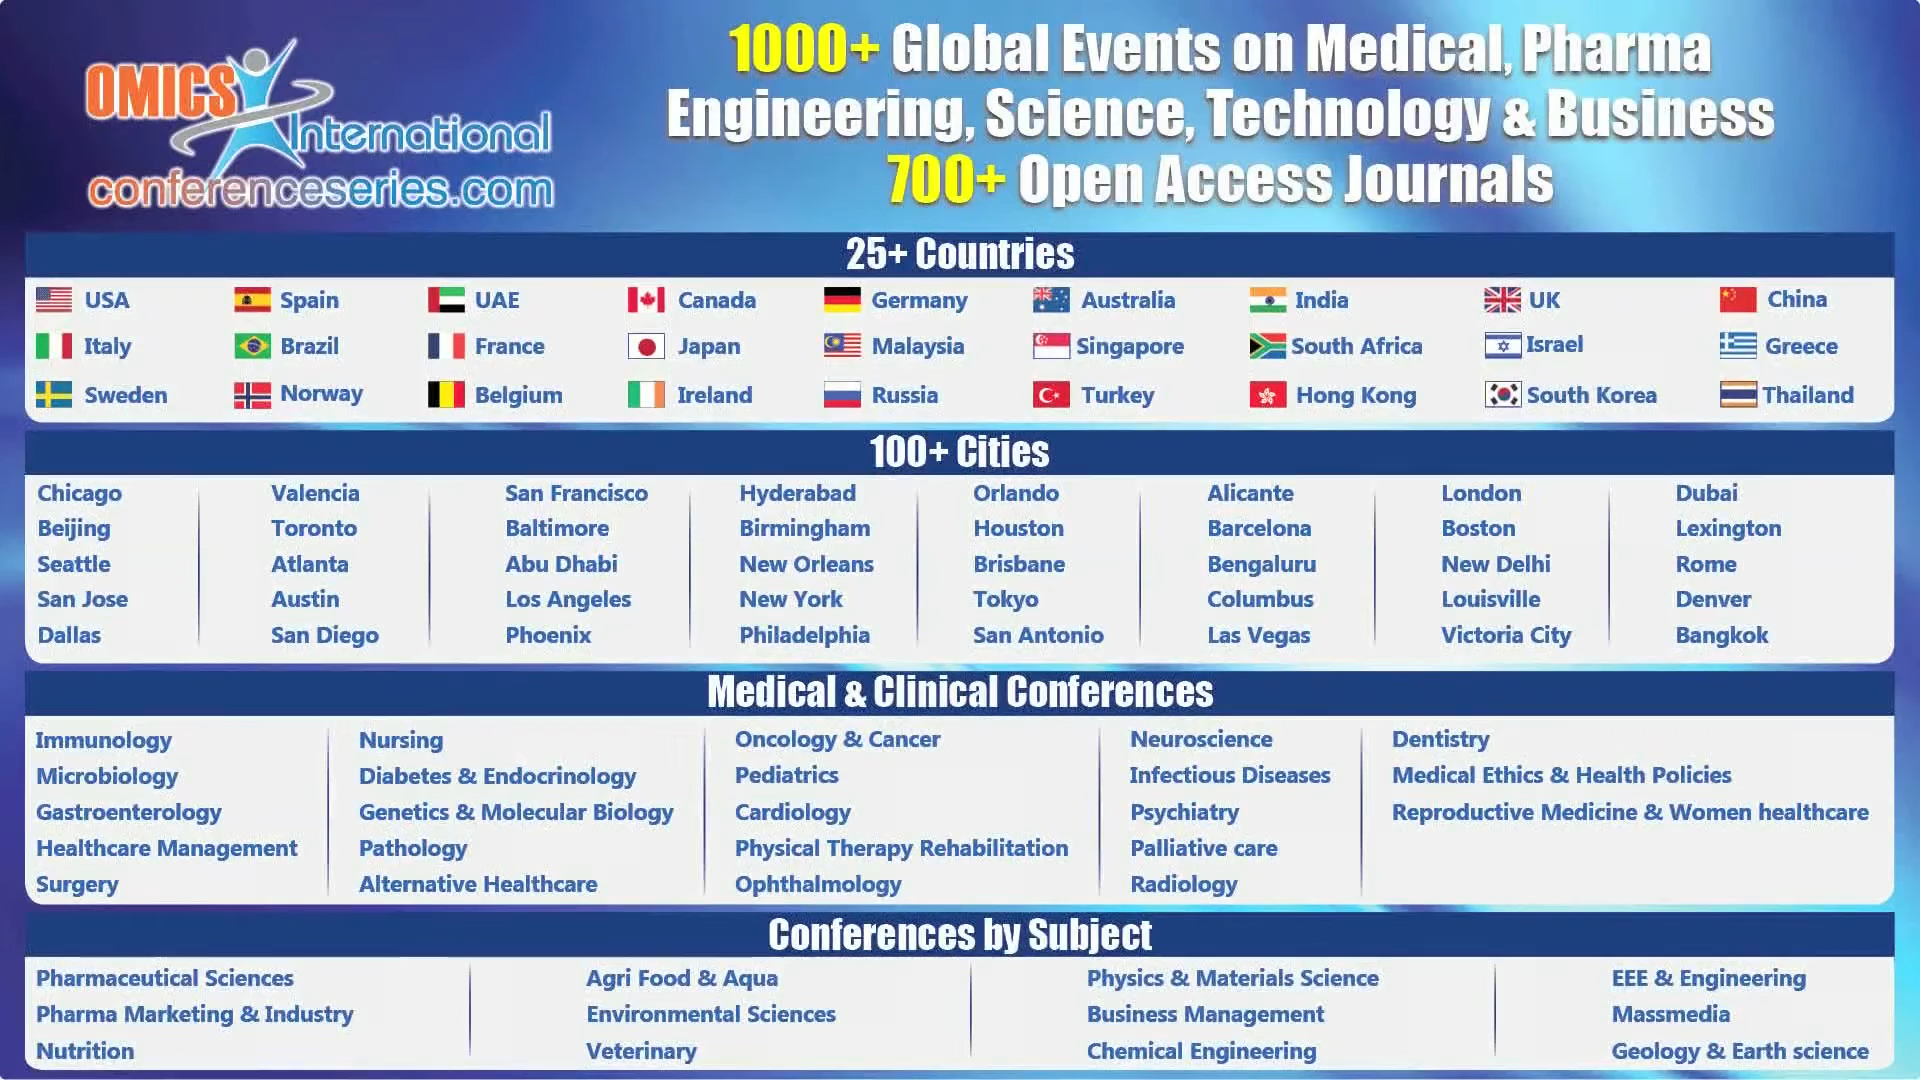 OMICS
International
conferenceseries.com
1000+ Global Events on Medical, Pharma
Engineering, Science, Technology & Business
700+ Open Access Journals
25+ Countries
USA Spain UAE Canada Germany Australia India UK China
Italy Brazil France Japan Malaysia Singapore South Africa Israel Greece
Sweden Norway Belgium Ireland Russia Turkey Hong Kong South Korea Thailand
100+ Cities
Chicago Valencia San Francisco Hyderabad Orlando Alicante London Dubai
Beijing Toronto Baltimore Birmingham Houston Barcelona Boston Lexington
Seattle Atlanta Abu Dhabi New Orleans Brisbane Bengaluru New Delhi Rome
San Jose Austin Los Angeles New York Tokyo Columbus Louisville Denver
Dallas San Diego Phoenix Philadelphia San Antonio Las Vegas Victoria City Bangkok
Medical & Clinical Conferences
Immunology Nursing Oncology & Cancer Neuroscience Dentistry
Microbiology Diabetes & Endocrinology Pediatrics Infectious Diseases Medical Ethics & Health Policies
Gastroenterology Genetics & Molecular Biology Cardiology Psychiatry Reproductive Medicine & Women healthcare
Healthcare Management Pathology Physical Therapy Rehabilitation Palliative care
Surgery Alternative Healthcare Ophthalmology Radiology
Conferences by Subject
Pharmaceutical Sciences Agri Food & Aqua Physics & Materials Science EEE & Engineering
Pharma Marketing & Industry Environmental Sciences Business Management Massmedia
Nutrition Veterinary Chemical Engineering Geology & Earth science